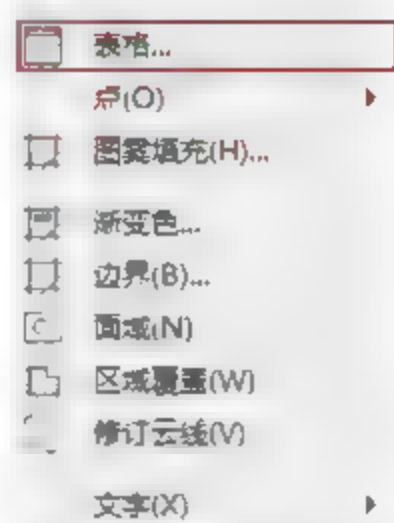 表格...
点(O)
图案填充(H)...
渐变色...
边界(B)...
面域(N)
区域覆盖(W)
修订云线(V)
文字(X)